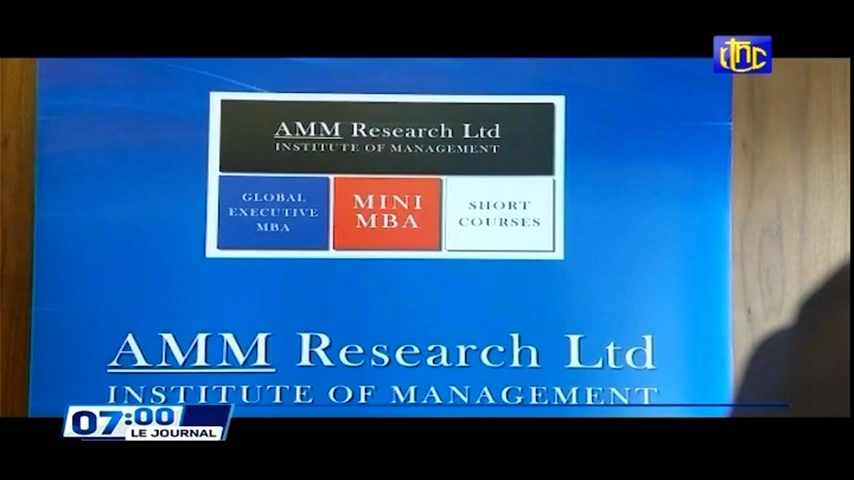 rtnc
AMM Research Ltd
INSTITUTE OF MANAGEMENT
GLOBAL
EXECUTIVE
MBA
MINI
MBA
SHORT
COURSES
AMM Research Ltd
INSTITUTE OF MANAGEMENT
07:00
LE JOURNAL